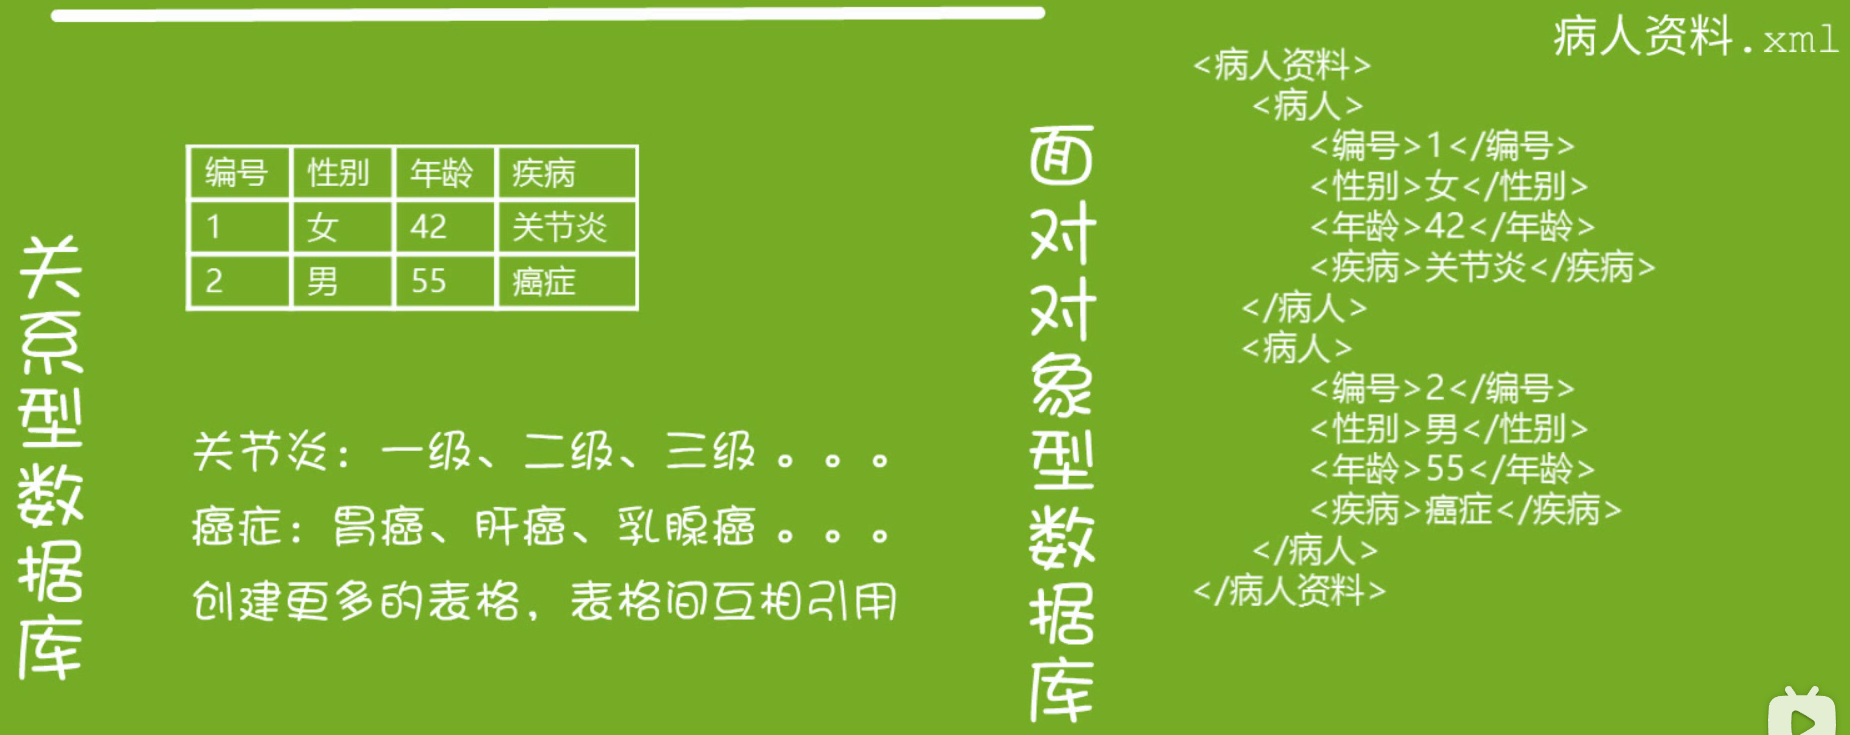 关系型数据库
编号 性别 年龄 疾病
1 女 42 关节炎
2 男 55 癌症
关节炎：一级、二级、三级。。。
癌症：胃癌、肝癌、乳腺癌。。。
创建更多的表格，表格间互相引用
面对对象型数据库
病人资料.xml
<病人资料>
<病人>
<编号>1</编号>
<性别>女</性别>
<年龄>42</年龄>
<疾病>关节炎</疾病>
</病人>
<病人>
<编号>2</编号>
<性别>男</性别>
<年龄>55</年龄>
<疾病>癌症</疾病>
</病人>
</病人资料>